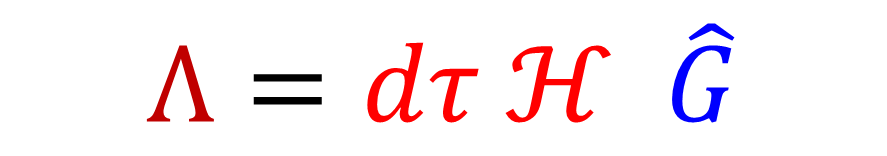 Λ = dτ ℋ Ĝ